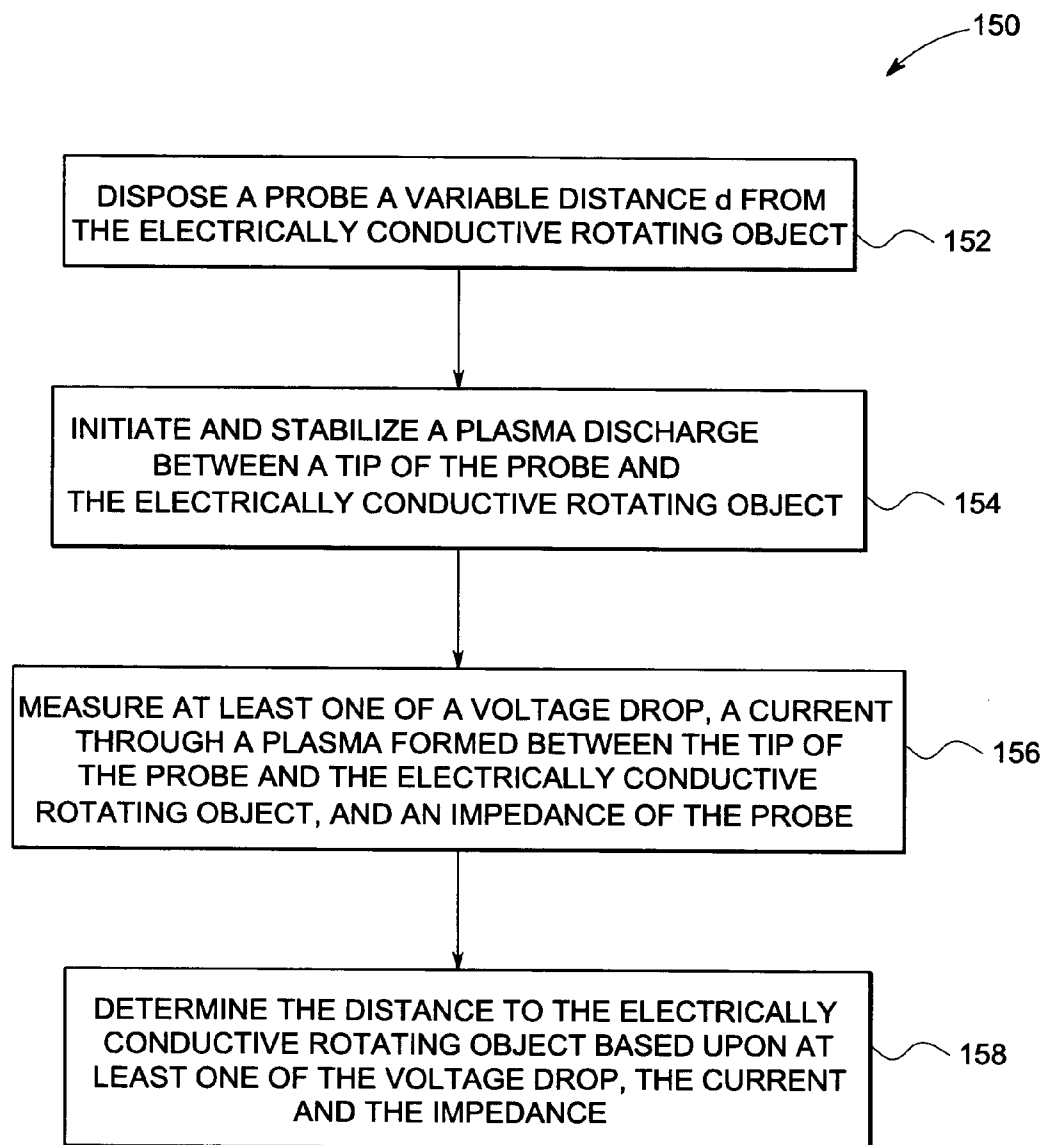 150
DISPOSE A PROBE A VARIABLE DISTANCE d FROM
THE ELECTRICALLY CONDUCTIVE ROTATING OBJECT
152
INITIATE AND STABILIZE A PLASMA DISCHARGE
BETWEEN A TIP OF THE PROBE AND
THE ELECTRICALLY CONDUCTIVE ROTATING OBJECT
154
MEASURE AT LEAST ONE OF A VOLTAGE DROP, A CURRENT
THROUGH A PLASMA FORMED BETWEEN THE TIP OF
THE PROBE AND THE ELECTRICALLY CONDUCTIVE
ROTATING OBJECT, AND AN IMPEDANCE OF THE PROBE
156
DETERMINE THE DISTANCE TO THE ELECTRICALLY
CONDUCTIVE ROTATING OBJECT BASED UPON AT
LEAST ONE OF THE VOLTAGE DROP, THE CURRENT
AND THE IMPEDANCE
158